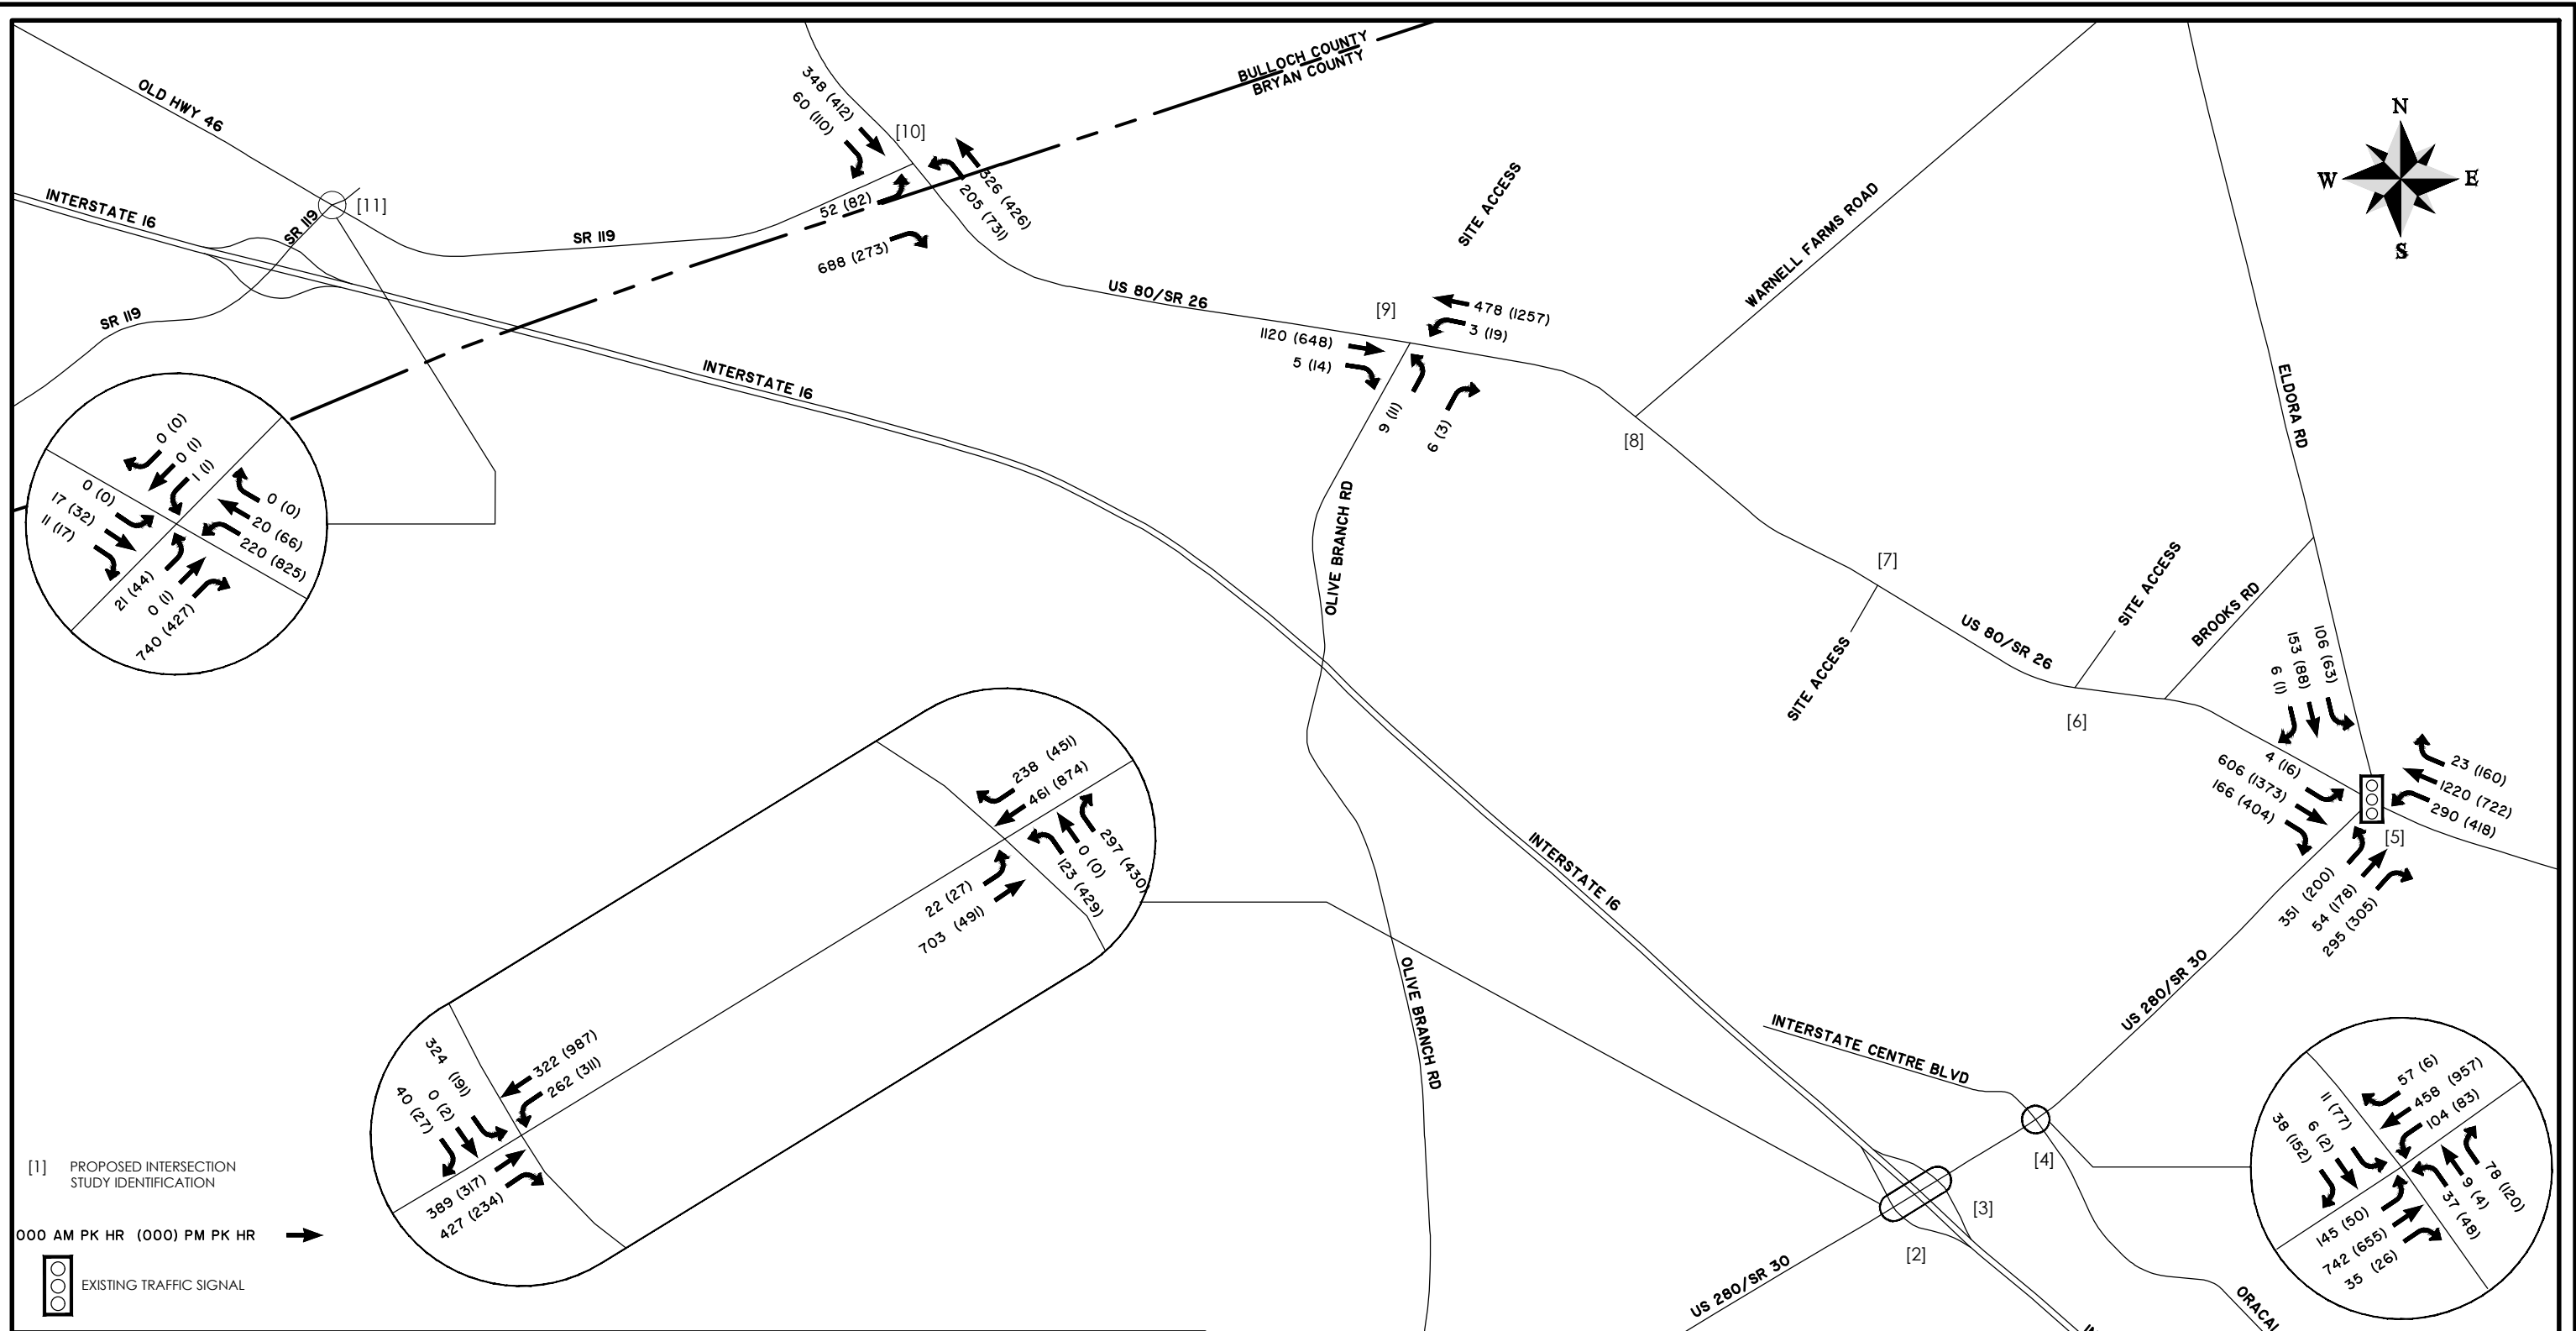 BULLOCH COUNTY
BRYAN COUNTY
OLD HWY 46
INTERSTATE 16
SR 119
[11]
SR 119
SR 119
348 (412)
60 (110)
[10]
326 (426)
205 (731)
52 (82)
688 (273)
N
W
E
S
SITE ACCESS
US 80/SR 26
[9]
478 (1257)
3 (19)
1120 (648)
5 (14)
9 (11)
6 (3)
WARNELL FARMS ROAD
[8]
ELDORA RD
INTERSTATE 16
0 (0)
0 (1)
1 (1)
0 (0)
17 (32)
11 (17)
0 (0)
20 (66)
220 (825)
21 (44)
0 (1)
740 (427)
OLIVE BRANCH RD
[7]
SITE ACCESS
US 80/SR 26
SITE ACCESS
BROOKS RD
[6]
106 (63)
153 (88)
6 (1)
4 (16)
606 (1373)
166 (404)
23 (160)
1220 (722)
290 (418)
[5]
351 (200)
54 (178)
295 (305)
238 (451)
461 (874)
297 (430)
0 (0)
123 (429)
22 (27)
703 (491)
322 (987)
262 (311)
324 (191)
0 (2)
40 (27)
389 (317)
427 (234)
INTERSTATE 16
OLIVE BRANCH RD
US 280/SR 30
INTERSTATE CENTRE BLVD
[4]
[3]
[2]
US 280/SR 30
57 (6)
458 (957)
104 (83)
11 (77)
6 (2)
38 (152)
78 (120)
9 (4)
37 (48)
145 (50)
742 (655)
35 (26)
[1] PROPOSED INTERSECTION
STUDY IDENTIFICATION
000 AM PK HR (000) PM PK HR
EXISTING TRAFFIC SIGNAL